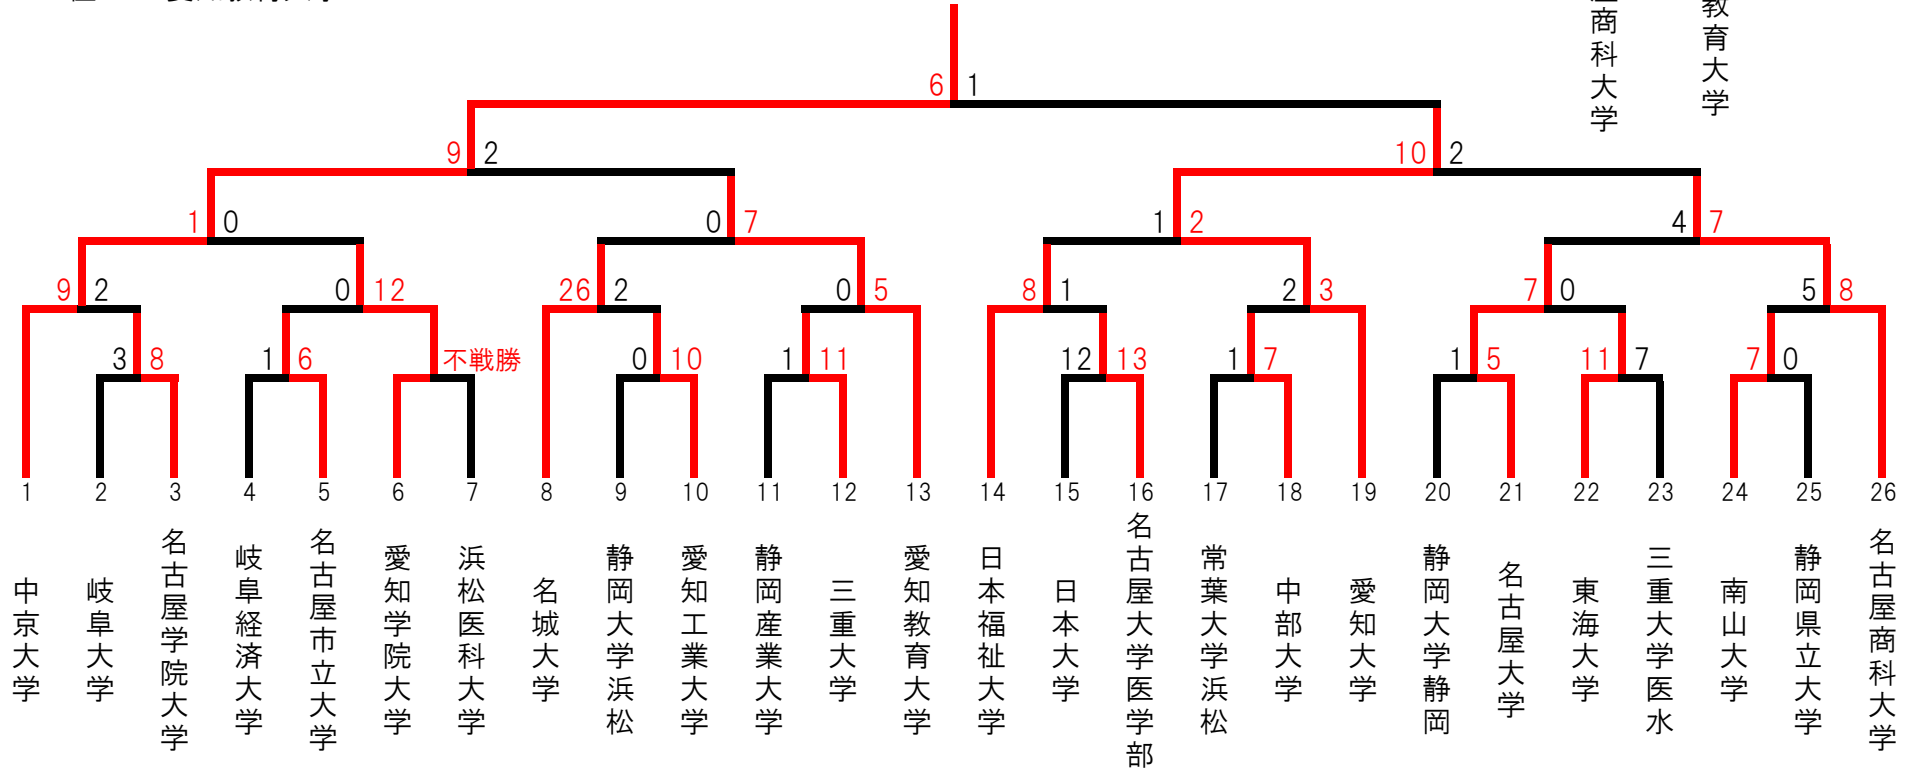 商科大学
教育大学
6 1
9 2
10 2
1 0
0 7
1 2
4 7
9 2
0 12
26 2
0 5
8 1
2 3
7 0
5 8
3 8
1 6
不戦勝
0 10
1 11
12 13
1 7
1 5
11 7
7 0
1 2 3 4 5 6 7 8 9 10 11 12 13 14 15 16 17 18 19 20 21 22 23 24 25 26
中京大学
岐阜大学
名古屋学院大学
岐阜経済大学
名古屋市立大学
愛知学院大学
浜松医科大学
名城大学
静岡大学浜松
愛知工業大学
静岡産業大学
三重大学
愛知教育大学
日本福祉大学
日本大学
名古屋大学医学部
常葉大学浜松
中部大学
愛知大学
静岡大学静岡
名古屋大学
東海大学
三重大学医水
南山大学
静岡県立大学
名古屋商科大学